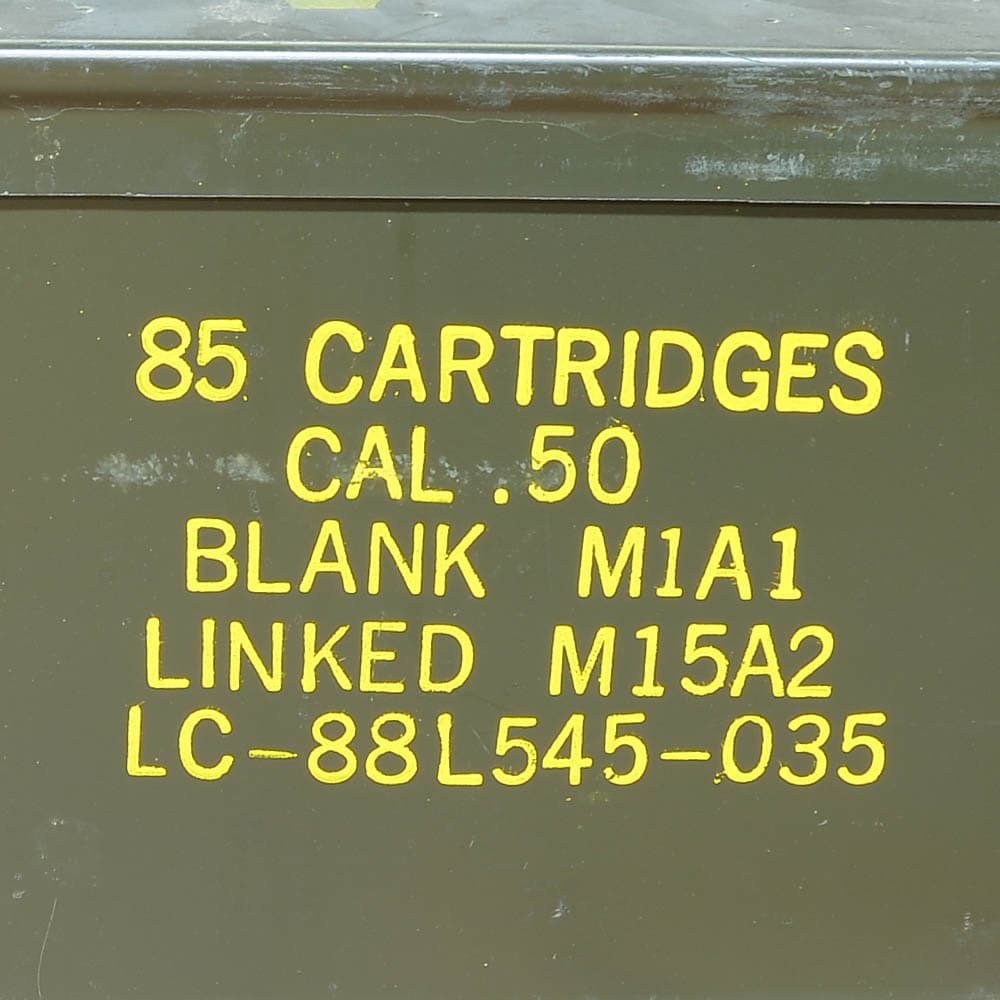 85 CARTRIDGES
CAL .50
BLANK M1A1
LINKED M15A2
LC-88L545-035